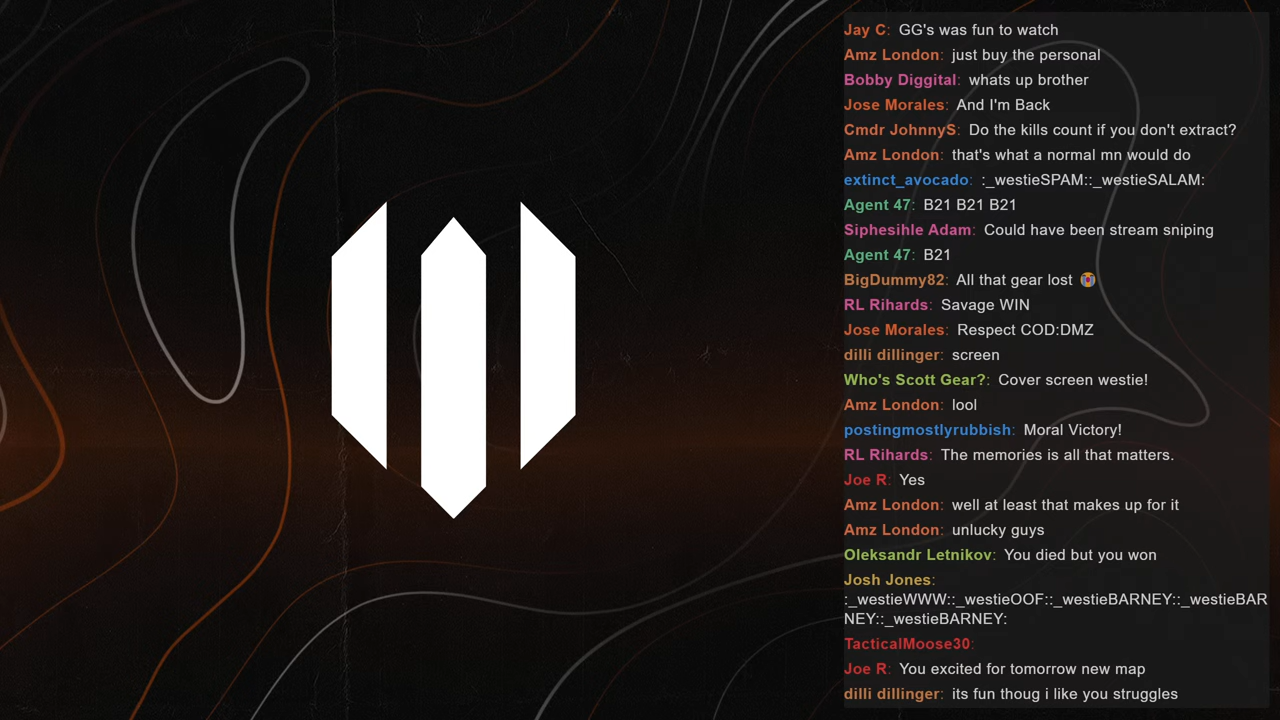 Jay C: GG's was fun to watch
Amz London: just buy the personal
Bobby Diggital: whats up brother
Jose Morales: And I'm Back
Cmdr JohnnyS: Do the kills count if you don't extract?
Amz London: that's what a normal mn would do
extinct_avocado: :_westieSPAM::_westieSALAM:
Agent 47: B21 B21 B21
Siphesihle Adam: Could have been stream sniping
Agent 47: B21
BigDummy82: All that gear lost 😭
RL Rihards: Savage WIN
Jose Morales: Respect COD:DMZ
dilli dillinger: screen
Who's Scott Gear?: Cover screen westie!
Amz London: lool
postingmostlyrubbish: Moral Victory!
RL Rihards: The memories is all that matters.
Joe R: Yes
Amz London: well at least that makes up for it
Amz London: unlucky guys
Oleksandr Letnikov: You died but you won
Josh Jones:
:_westieWWW::_westieOOF::_westieBARNEY::_westieBAR
NEY::_westieBARNEY:
TacticalMoose30:
Joe R: You excited for tomorrow new map
dilli dillinger: its fun thoug i like you struggles